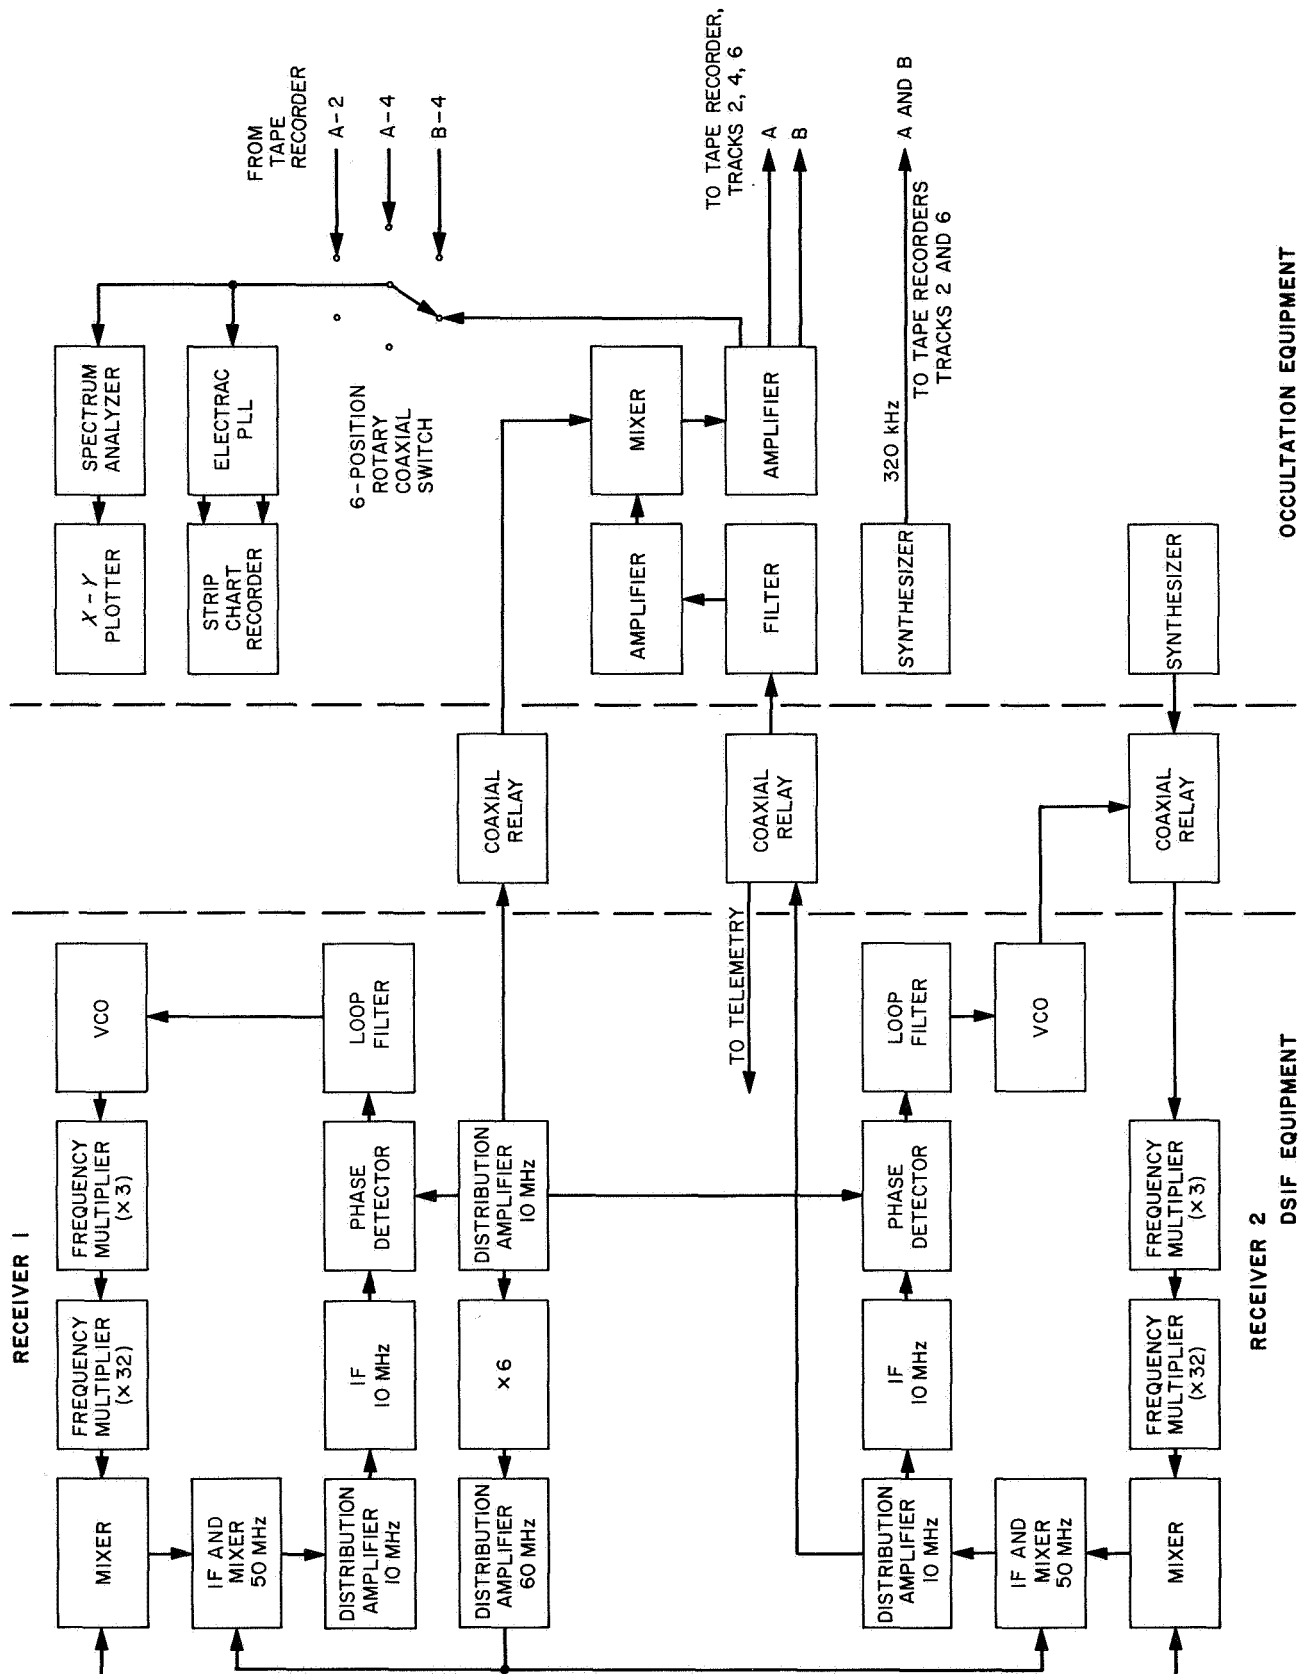 RECEIVER 1
MIXER
FREQUENCY
MULTIPLIER
(×32)
FREQUENCY
MULTIPLIER
(×3)
VCO
X-Y
PLOTTER
SPECTRUM
ANALYZER
IF AND
MIXER
50 MHz
STRIP
CHART
RECORDER
ELECTRAC
PLL
FROM
TAPE
RECORDER
A-2
A-4
B-4
DISTRIBUTION
AMPLIFIER
10 MHz
IF
10 MHz
PHASE
DETECTOR
LOOP
FILTER
6-POSITION
ROTARY
COAXIAL
SWITCH
DISTRIBUTION
AMPLIFIER
60 MHz
×6
DISTRIBUTION
AMPLIFIER
10 MHz
COAXIAL
RELAY
AMPLIFIER
MIXER
TO TELEMETRY
COAXIAL
RELAY
FILTER
AMPLIFIER
TO TAPE RECORDER,
TRACKS 2, 4, 6
A
B
DISTRIBUTION
AMPLIFIER
10 MHz
IF
10 MHz
PHASE
DETECTOR
LOOP
FILTER
SYNTHESIZER
320 kHz
TO TAPE RECORDERS
TRACKS 2 AND 6
A AND B
IF AND
MIXER
50 MHz
VCO
MIXER
FREQUENCY
MULTIPLIER
(×32)
FREQUENCY
MULTIPLIER
(×3)
COAXIAL
RELAY
SYNTHESIZER
RECEIVER 2
DSIF EQUIPMENT
OCCULTATION EQUIPMENT